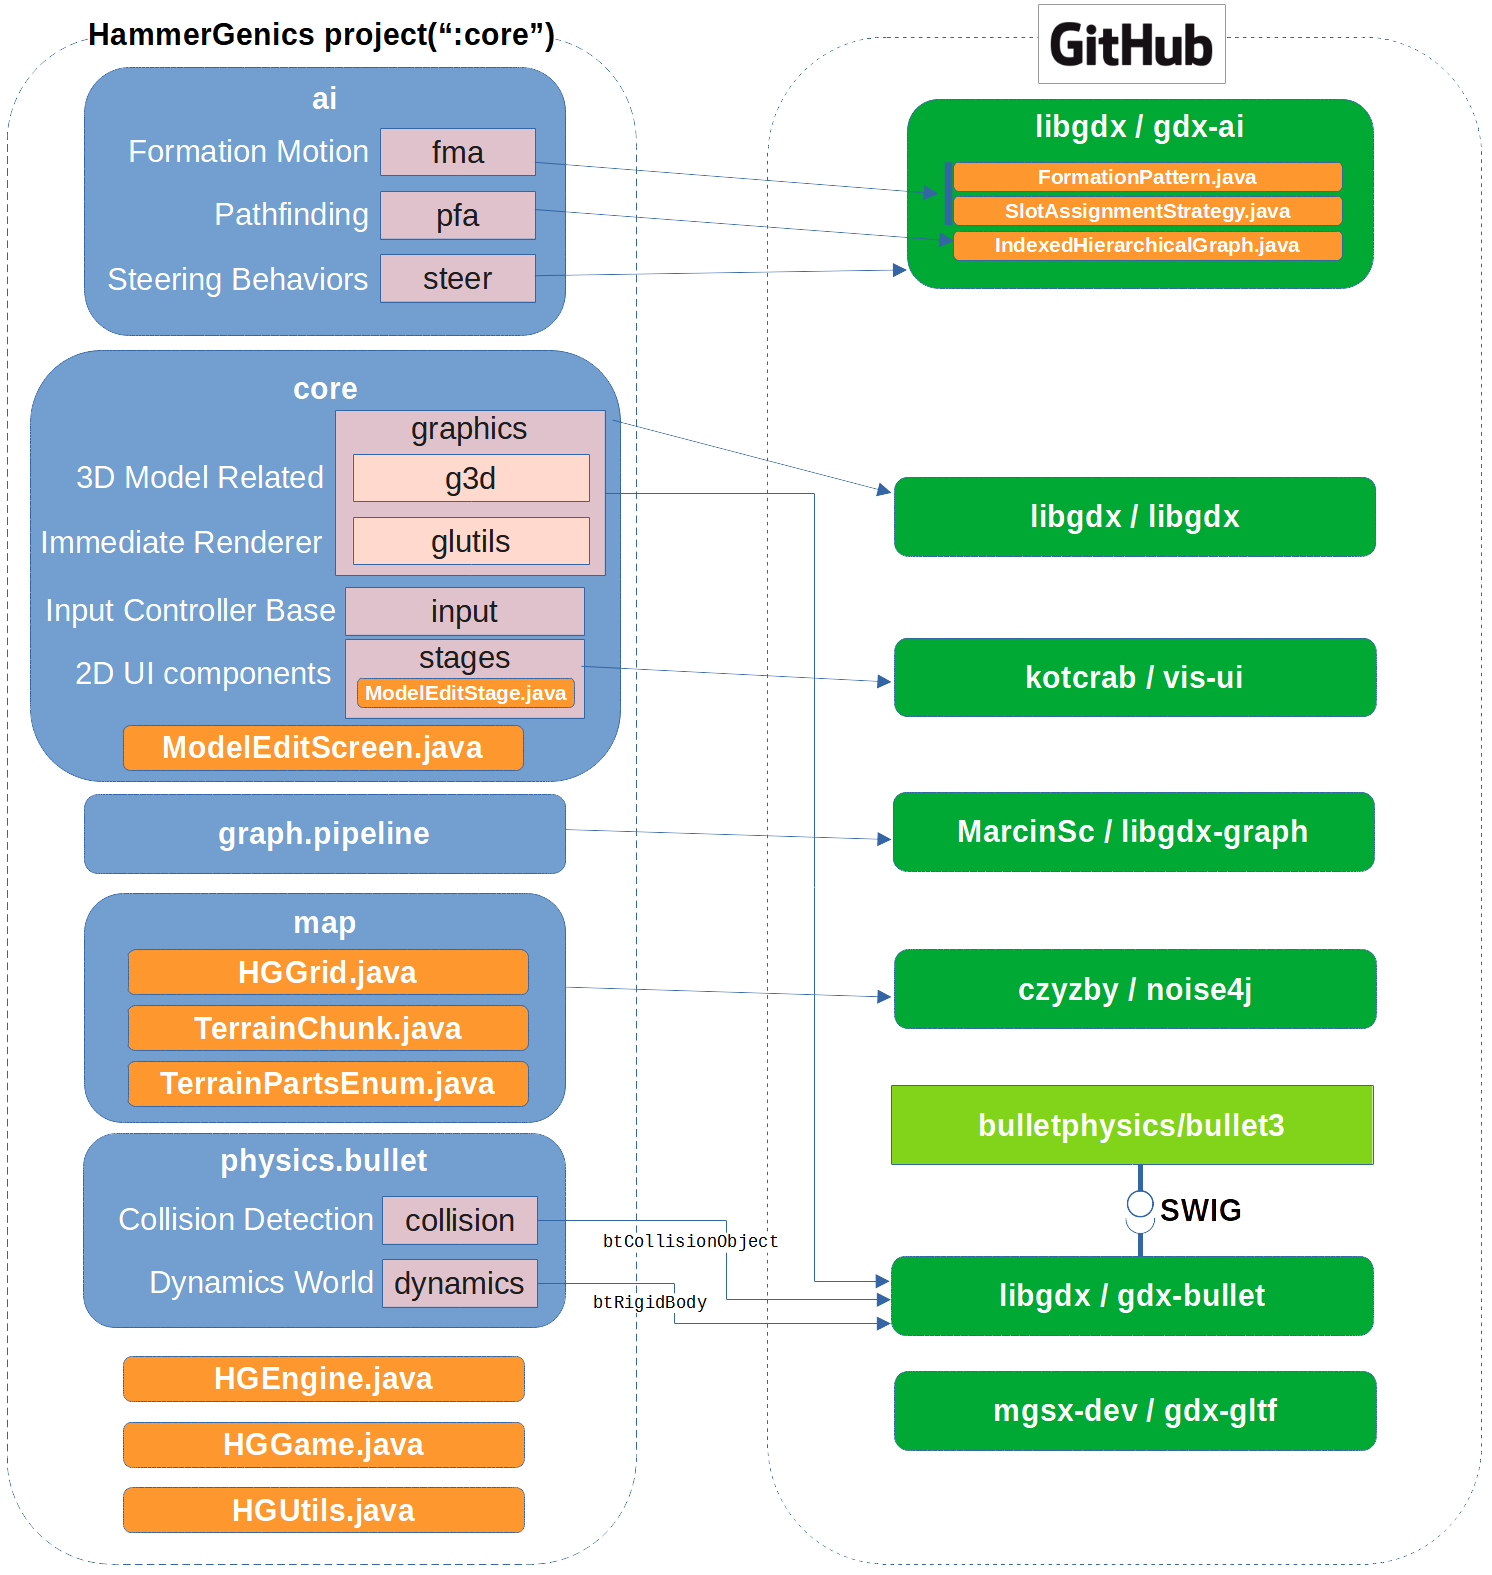 HammerGenics project(“:core”)
ai
Formation Motion
fma
Pathfinding
pfa
Steering Behaviors
steer
core
graphics
3D Model Related
g3d
Immediate Renderer
glutils
Input Controller Base
input
2D UI components
stages
ModelEditStage.java
ModelEditScreen.java
graph.pipeline
map
HGGrid.java
TerrainChunk.java
TerrainPartsEnum.java
physics.bullet
Collision Detection
collision
btCollisionObject
Dynamics World
dynamics
btRigidBody
HGEngine.java
HGGame.java
HGUtils.java
GitHub
libgdx / gdx-ai
FormationPattern.java
SlotAssignmentStrategy.java
IndexedHierarchicalGraph.java
libgdx / libgdx
kotcrab / vis-ui
MarcinSc / libgdx-graph
czyzby / noise4j
bulletphysics/bullet3
SWIG
libgdx / gdx-bullet
mgsx-dev / gdx-gltf